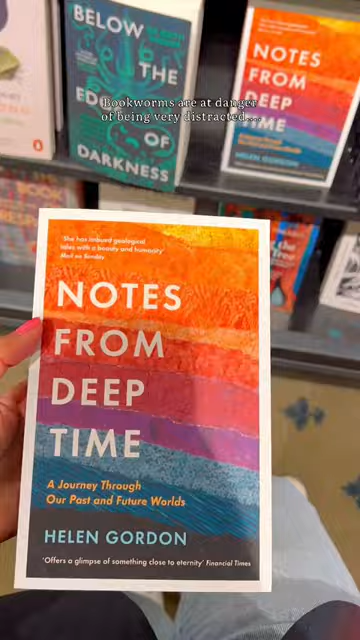 BELOW
THE
EDGE
OF
DARKNESS
NOTES
FROM
DEEP
TIME
HELEN GORDON
Bookworms are at danger
of being very distracted....
'She has imbued geological
tales with a beauty and humanity'
Mail on Sunday
NOTES
FROM
DEEP
TIME
A Journey Through
Our Past and Future Worlds
HELEN GORDON
'Offers a glimpse of something close to eternity' Financial Times